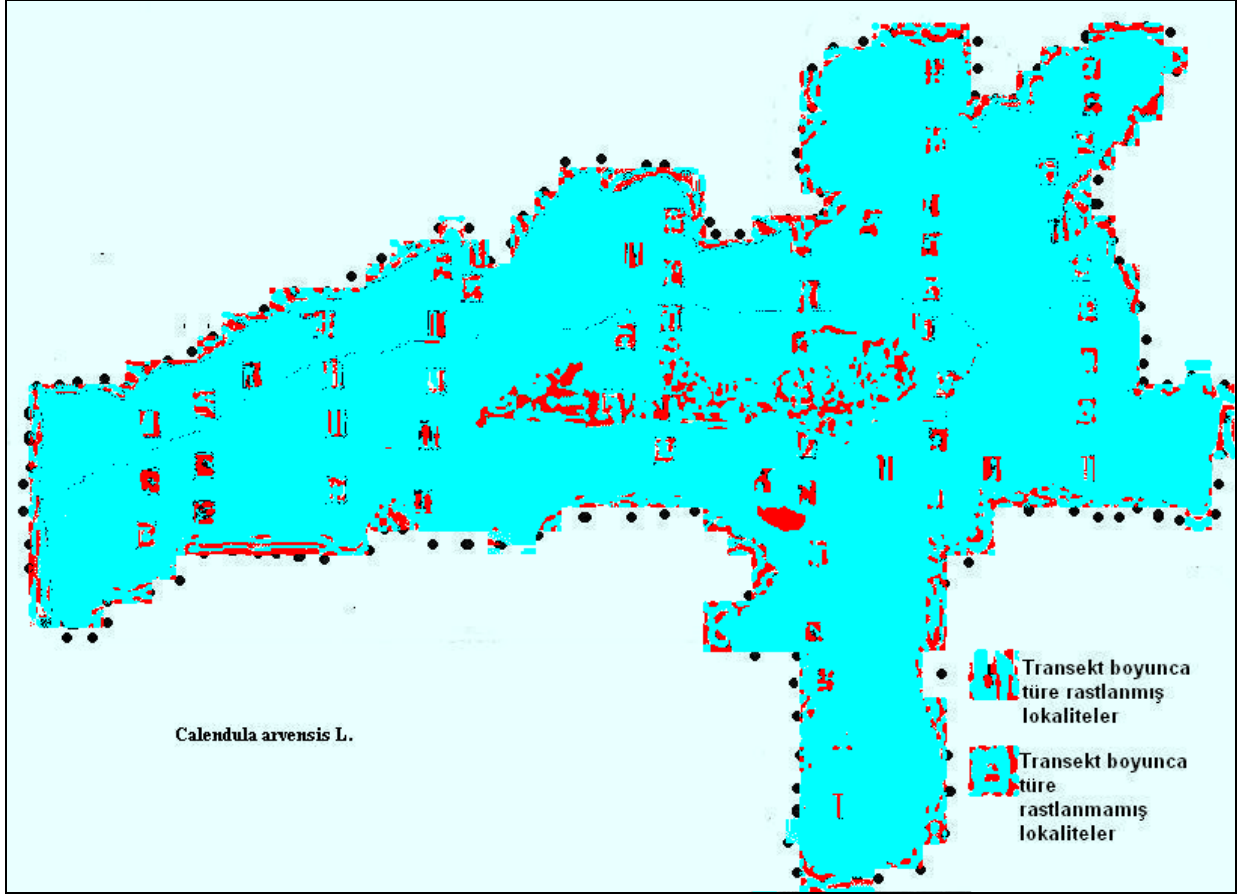 Calendula arvensis L.
Transekt boyunca
türe rastlanmış
lokaliteler
Transekt boyunca
türe
rastlanmamış
lokaliteler